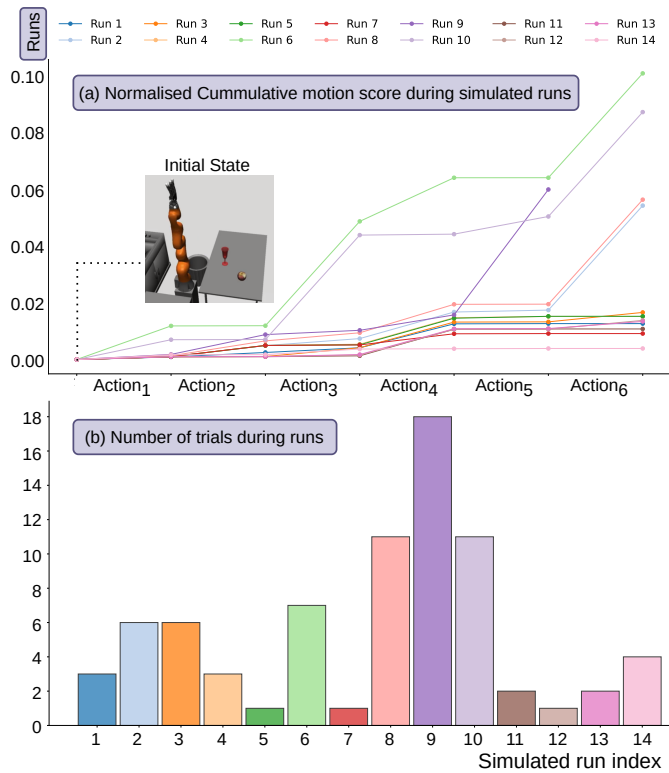 Runs
Run 1 Run 3 Run 5 Run 7 Run 9 Run 11 Run 13
Run 2 Run 4 Run 6 Run 8 Run 10 Run 12 Run 14
(a) Normalised Cummulative motion score during simulated runs
0.10
0.08
0.06
0.04
0.02
0.00
Initial State
Action1 Action2 Action3 Action4 Action5 Action6
(b) Number of trials during runs
18
16
14
12
10
8
6
4
2
0
1 2 3 4 5 6 7 8 9 10 11 12 13 14
Simulated run index